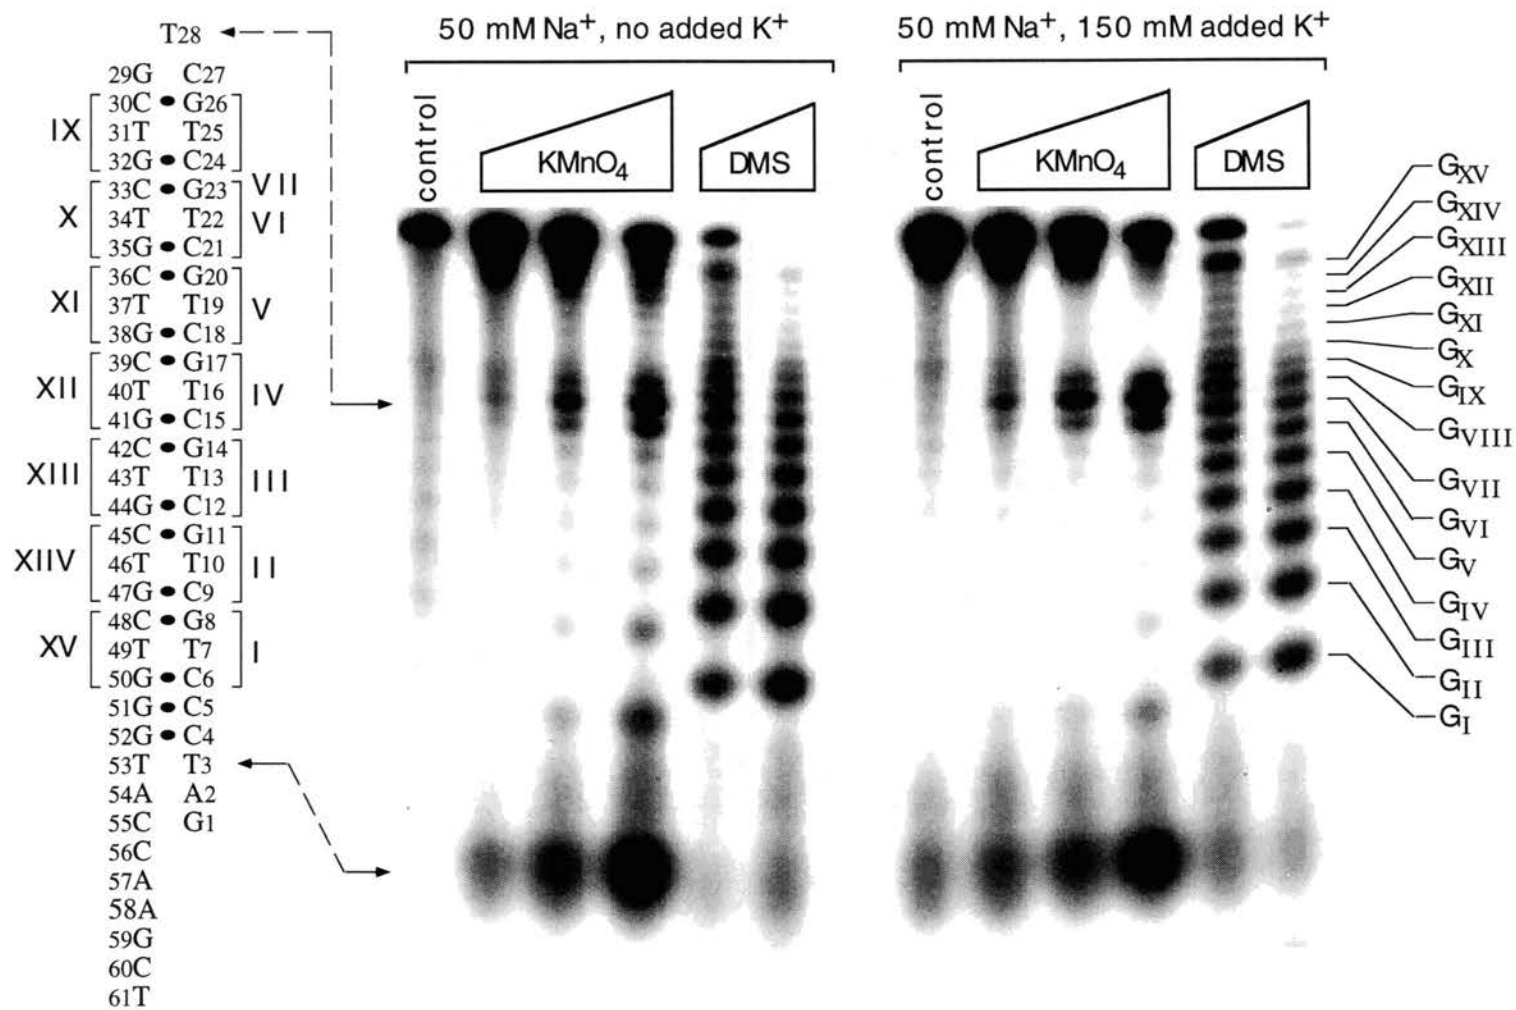 50 mM Na+, no added K+
50 mM Na+, 150 mM added K+
control
KMnO4
DMS
control
KMnO4
DMS
T28
29G C27
IX 30C G26
31T T25
32G C24
X 33C G23 VII
34T T22 VI
35G C21
XI 36C G20 V
37T T19
38G C18
XII 39C G17 IV
40T T16
41G C15
XIII 42C G14 III
43T T13
44G C12
XIIV 45C G11 II
46T T10
47G C9
XV 48C G8 I
49T T7
50G C6
51G C5
52G C4
53T T3
54A A2
55C G1
56C
57A
58A
59G
60C
61T
GXV
GXIV
GXIII
GXII
GXI
GX
GIX
GVIII
GVII
GVI
GV
GIV
GIII
GII
GI